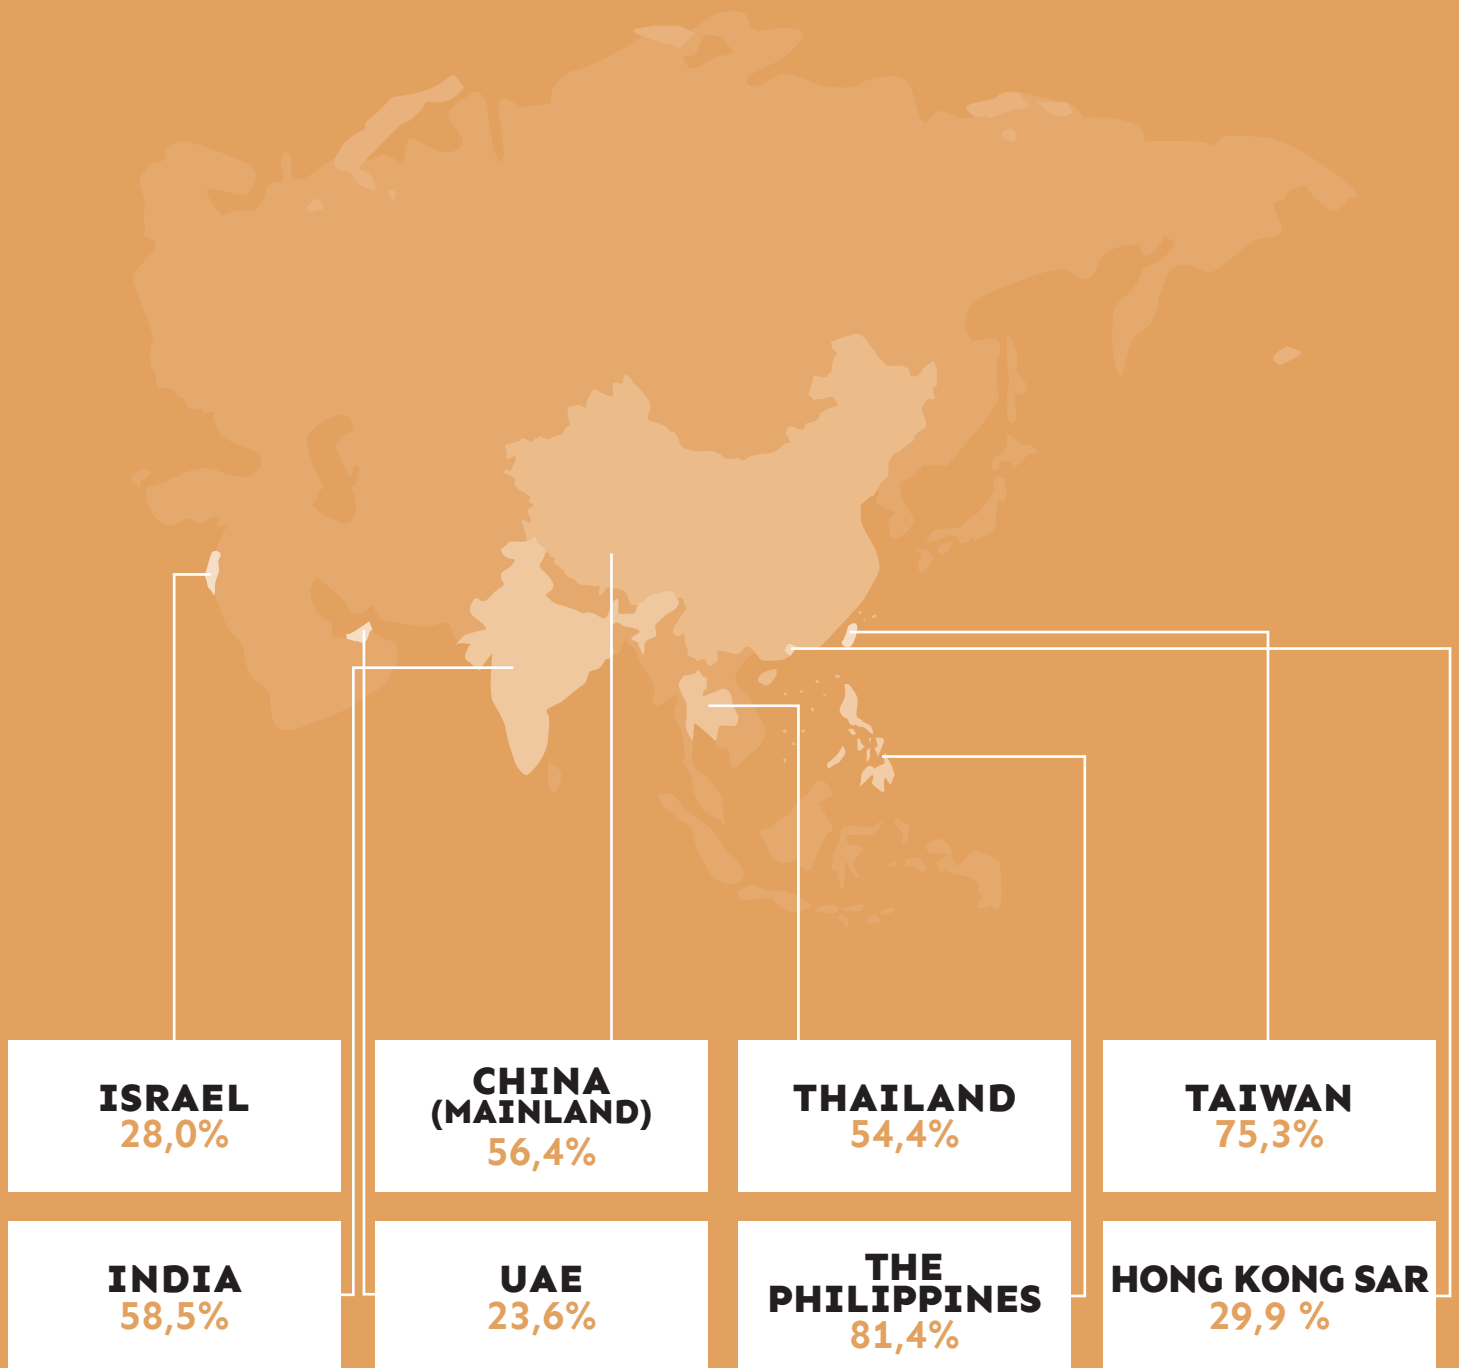 ISRAEL
28,0%
CHINA
(MAINLAND)
56,4%
THAILAND
54,4%
TAIWAN
75,3%
INDIA
58,5%
UAE
23,6%
THE
PHILIPPINES
81,4%
HONG KONG SAR
29,9 %